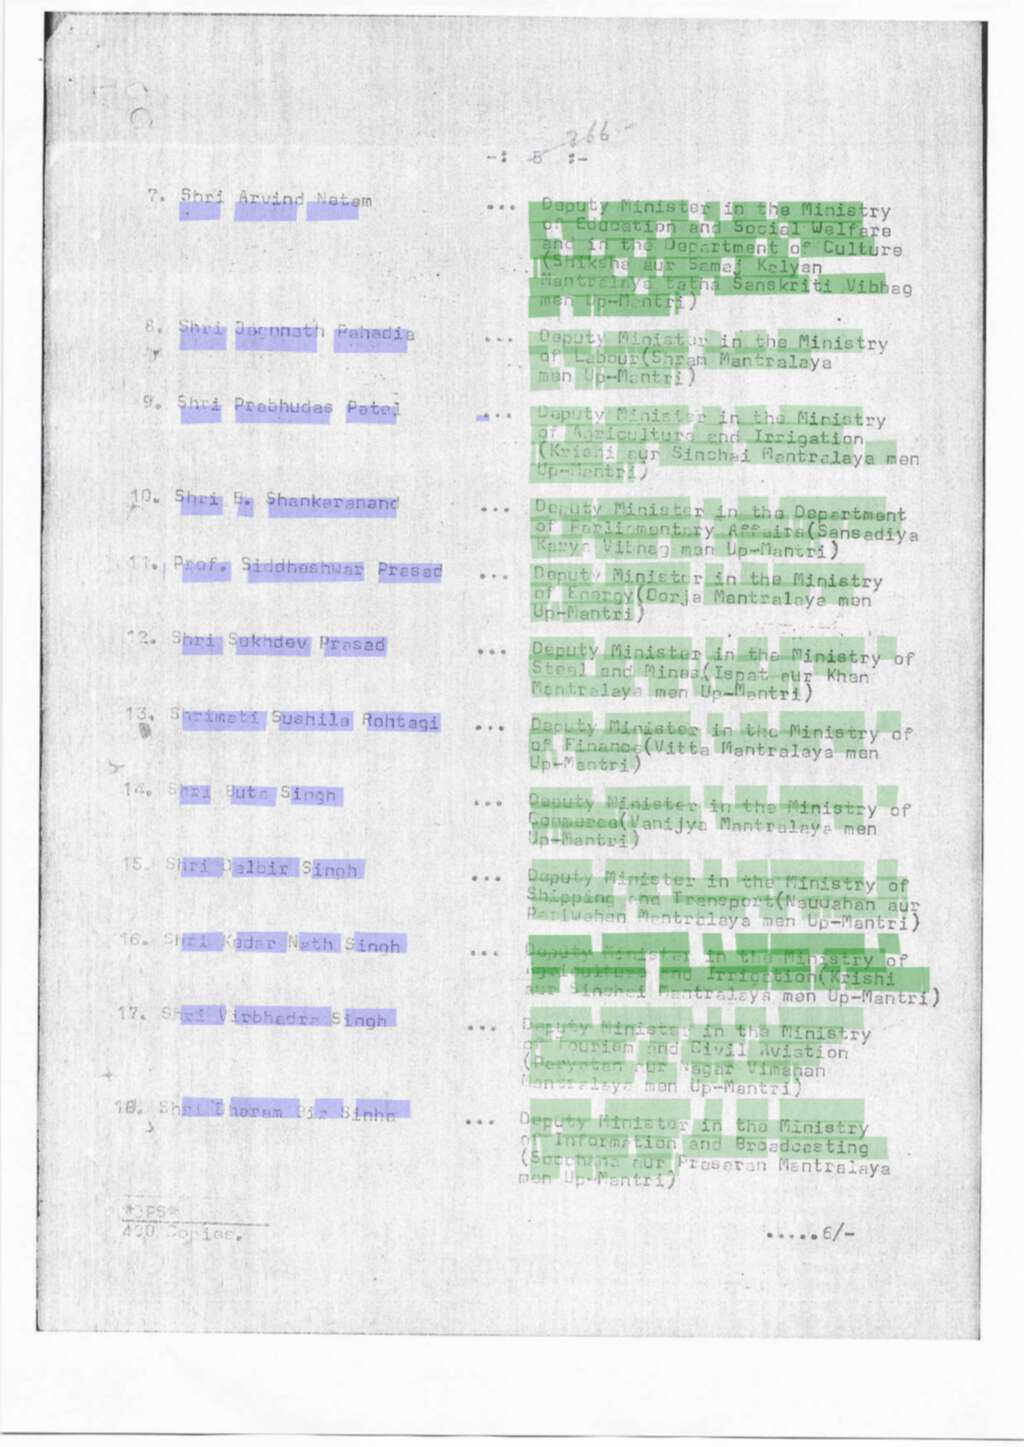 266-
-: 5 :-
7. Shri Arvind Netam ... Deputy Minister in the Ministry
of Education and Social Welfare
and in the Department of Culture
(Shiksha aur Samaj Kalyan
Mantralaya tatha Sanskriti Vibhag
men Up-Mantri)
8. Shri Jagnnath Pahadia ... Deputy Minister in the Ministry
of Labour(Shram Mantralaya
men Up-Mantri)
9. Shri Prabhudas Patel ... Deputy Minister in the Ministry
of Agriculture and Irrigation
(Krishi aur Sinchai Mantralaya men
Up-Mantri)
10. Shri B. Shankaranand ... Deputy Minister in the Department
of Parliamentary Affairs(Sansadiya
Karya Vibhag men Up-Mantri)
11. Prof. Siddheshwar Prasad ... Deputy Minister in the Ministry
of Energy(Oorja Mantralaya men
Up-Mantri)
12. Shri Sukhdev Prasad ... Deputy Minister in the Ministry of
Steel and Mines(Ispat aur Khan
Mantralaya men Up-Mantri)
13. Shrimati Sushila Rohtagi ... Deputy Minister in the Ministry of
of Finance(Vitta Mantralaya men
Up-Mantri)
14. Shri Buta Singh ... Deputy Minister in the Ministry of
Commerce(Vanijya Mantralaya men
Up-Mantri)
15. Shri Dalbir Singh ... Deputy Minister in the Ministry of
Shipping and Transport(Nauvahan aur
Pariwahan Mantralaya men Up-Mantri)
16. Shri Kedar Nath Singh ... Deputy Minister in the Ministry of
Agriculture and Irrigation(Krishi
aur Sinchai Mantralaya men Up-Mantri)
17. Shri Virbhadra Singh ... Deputy Minister in the Ministry
of Tourism and Civil Aviation
(Paryatan aur Nagar Vimanan
Mantralaya men Up-Mantri)
18. Shri Dharam Bir Sinha ... Deputy Minister in the Ministry
of Information and Broadcasting
(Soochana aur Prasaran Mantralaya
men Up-Mantri)
*DPS*
400 Copies.
.....6/-